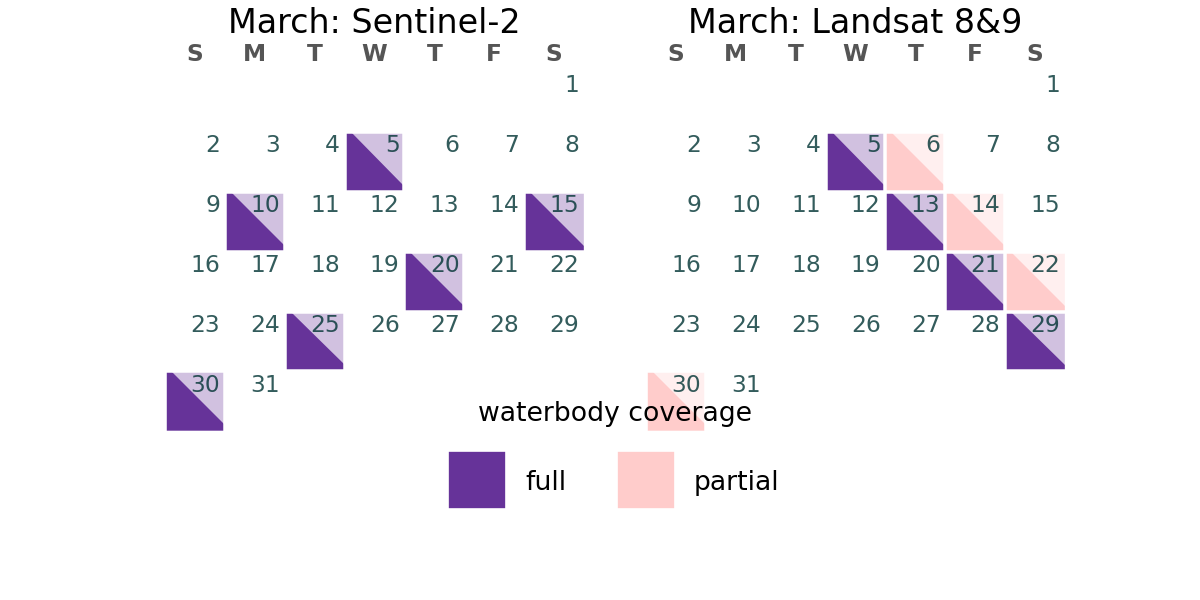 March: Sentinel-2
S M T W T F S
1
2 3 4 5 6 7 8
9 10 11 12 13 14 15
16 17 18 19 20 21 22
23 24 25 26 27 28 29
30 31
March: Landsat 8&9
S M T W T F S
1
2 3 4 5 6 7 8
9 10 11 12 13 14 15
16 17 18 19 20 21 22
23 24 25 26 27 28 29
30 31
waterbody coverage
full
partial